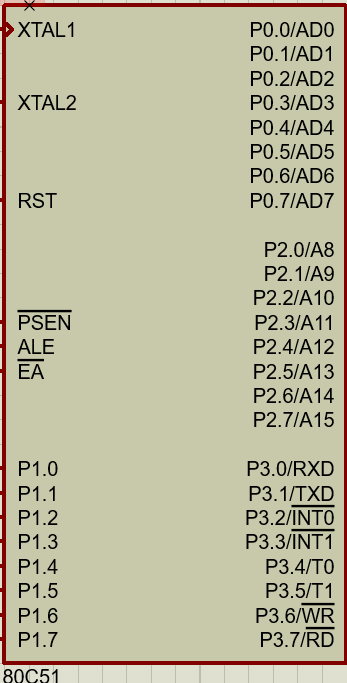 XTAL1 P0.0/AD0
P0.1/AD1
P0.2/AD2
XTAL2 P0.3/AD3
P0.4/AD4
P0.5/AD5
P0.6/AD6
RST P0.7/AD7
P2.0/A8
P2.1/A9
P2.2/A10
PSEN P2.3/A11
ALE P2.4/A12
EA P2.5/A13
P2.6/A14
P2.7/A15
P1.0 P3.0/RXD
P1.1 P3.1/TXD
P1.2 P3.2/INT0
P1.3 P3.3/INT1
P1.4 P3.4/T0
P1.5 P3.5/T1
P1.6 P3.6/WR
P1.7 P3.7/RD
80C51